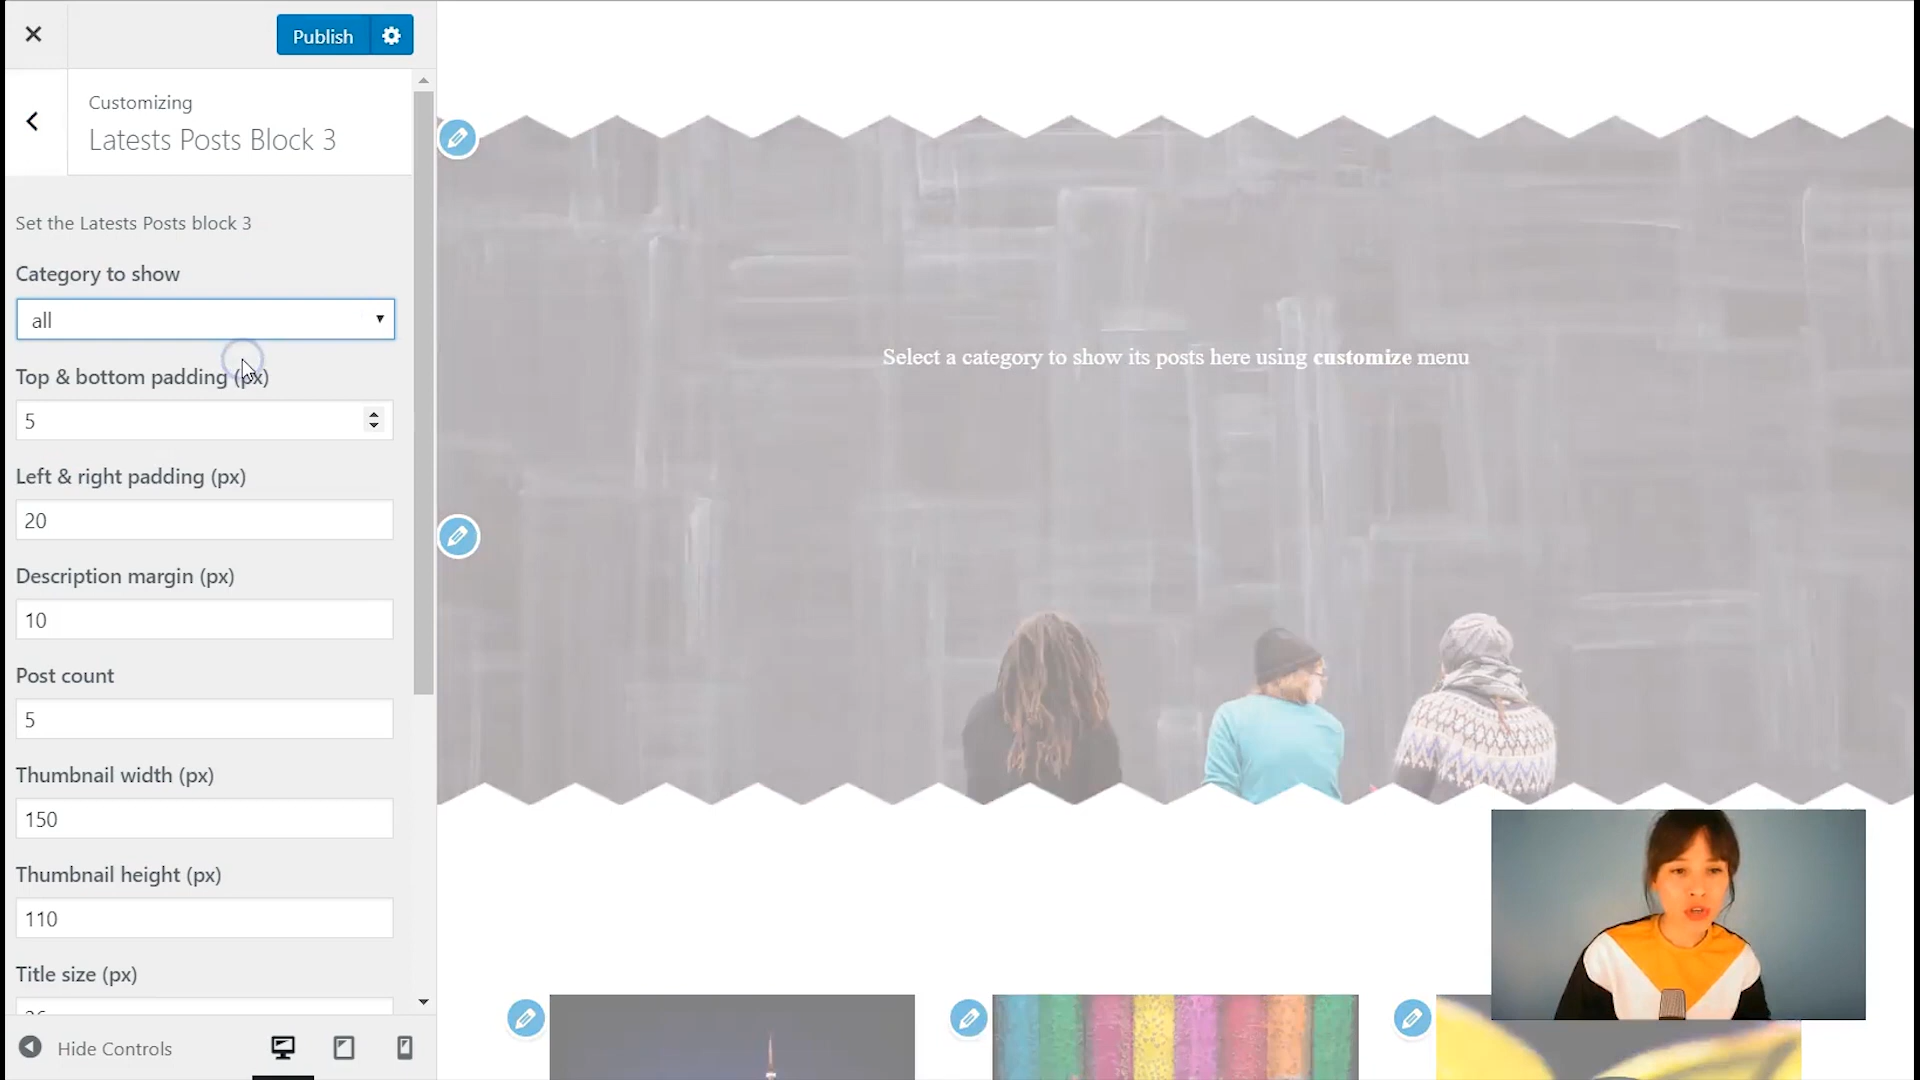 Publish
Customizing
Latests Posts Block 3
Set the Latests Posts block 3
Category to show
all
Top & bottom padding (px)
5
Left & right padding (px)
20
Description margin (px)
10
Post count
5
Thumbnail width (px)
150
Thumbnail height (px)
110
Title size (px)
Hide Controls
Select a category to show its posts here using customize menu